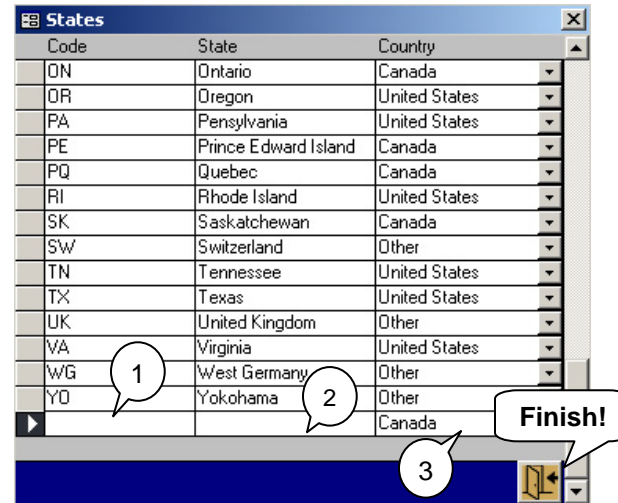 States
Code State Country
ON Ontario Canada
OR Oregon United States
PA Pensylvania United States
PE Prince Edward Island Canada
PQ Quebec Canada
RI Rhode Island United States
SK Saskatchewan Canada
SW Switzerland Other
TN Tennessee United States
TX Texas United States
UK United Kingdom Other
VA Virginia United States
WG West Germany Other
YO Yokohama Other
Canada
1
2
3
Finish!